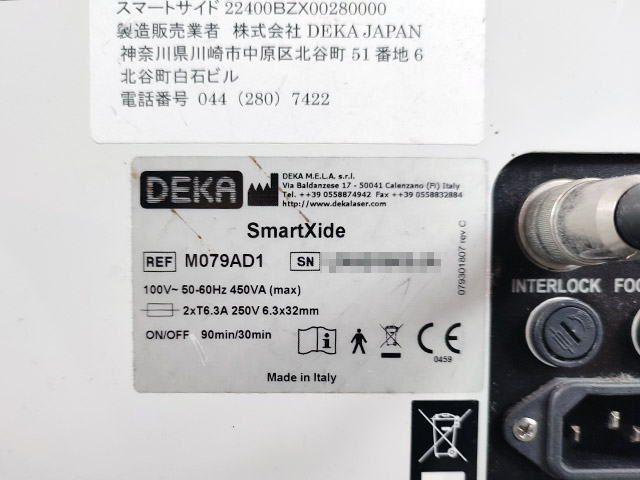 スマートサイド 22400BZX00280000
製造販売業者 株式会社 DEKA JAPAN
神奈川県川崎市中原区北谷町 51 番地 6
北谷町白石ビル
電話番号 044（280）7422
DEKA
DEKA M.E.L.A. s.r.l.
Via Baldanzese 17 - 50041 Calenzano (FI) Italy
Tel. ++39 0558874942 Fax ++39 0558832884
http://www.dekalaser.com
SmartXide
REF M079AD1 SN
100V~ 50-60Hz 450VA (max)
2xT6.3A 250V 6.3x32mm
ON/OFF 90min/30min
0459
Made in Italy
079301807 rev C
INTERLOCK